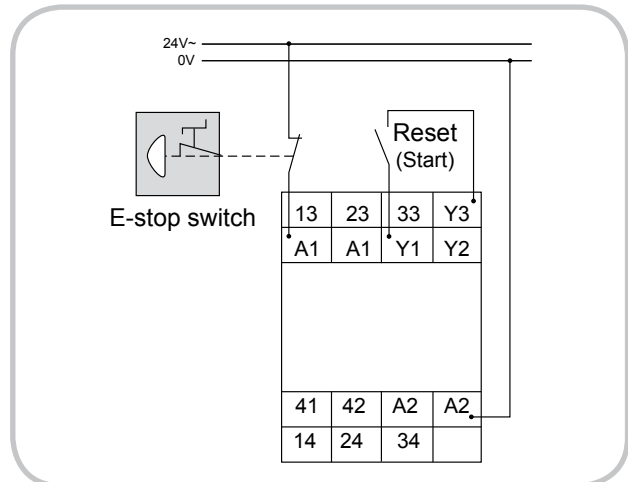 24V~
0V
Reset
(Start)
E-stop switch
13 23 33 Y3
A1 A1 Y1 Y2
41 42 A2 A2
14 24 34